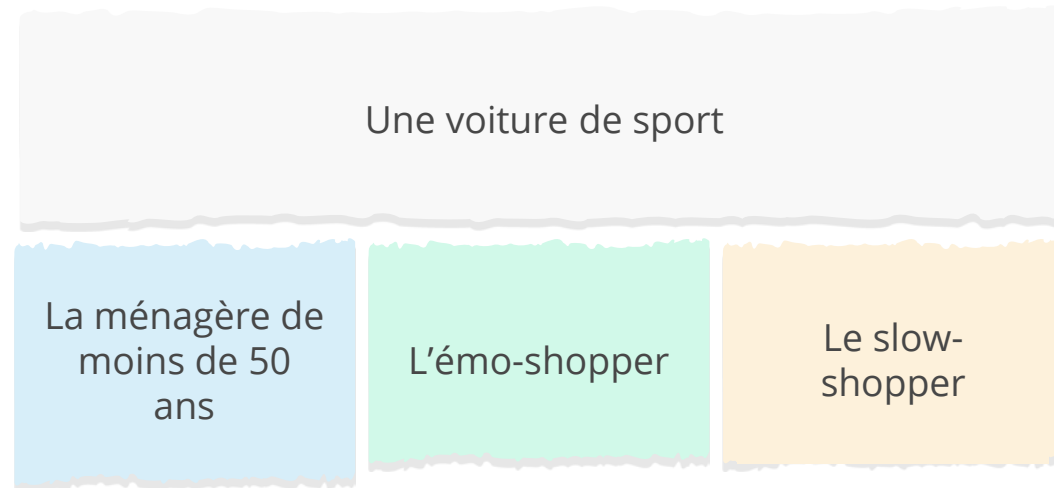 Une voiture de sport
La ménagère de
moins de 50
ans
L’émo-shopper
Le slow-
shopper